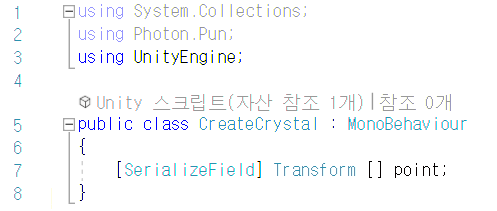 1 using System.Collections;
2 using Photon.Pun;
3 using UnityEngine;
4
Unity 스크립트(자산 참조 1개)|참조 0개
5 public class CreateCrystal : MonoBehaviour
6 {
7 [SerializeField] Transform [] point;
8 }